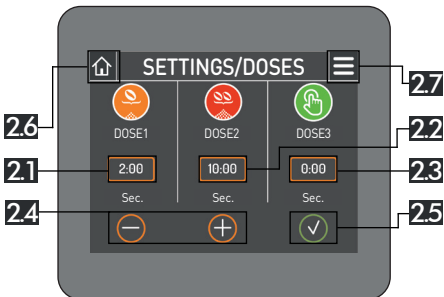 SETTINGS/DOSES
2.7
2.6
DOSE1 DOSE2 DOSE3
2.2
2.1 2:00 10:00 0:00 2.3
Sec. Sec. Sec.
2.4 2.5